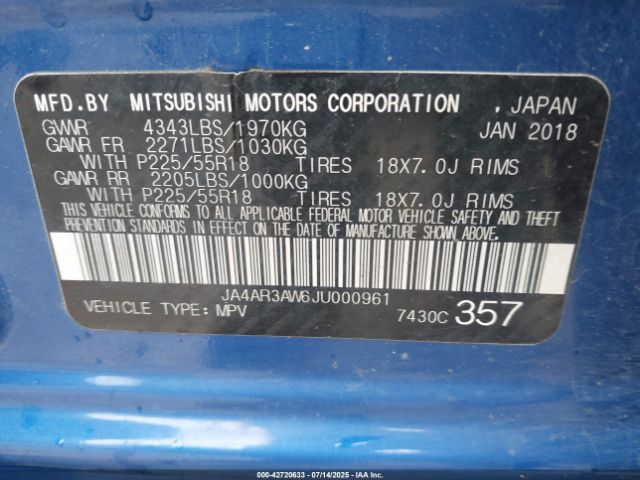 MFD.BY MITSUBISHI MOTORS CORPORATION , JAPAN
GVWR 4343LBS/1970KG JAN 2018
GAWR FR 2271LBS/1030KG
WITH P225/55R18 TIRES 18X7.0J RIMS
GAWR RR 2205LBS/1000KG
WITH P225/55R18 TIRES 18X7.0J RIMS
THIS VEHICLE CONFORMS TO ALL APPLICABLE FEDERAL MOTOR VEHICLE SAFETY AND THEFT
PREVENTION STANDARDS IN EFFECT ON THE DATE OF MANUFACTURE SHOWN ABOVE.
JA4AR3AW6JU000961
VEHICLE TYPE: MPV 7430C 357
000-42720633 - 07/14/2025 - IAAI.COM